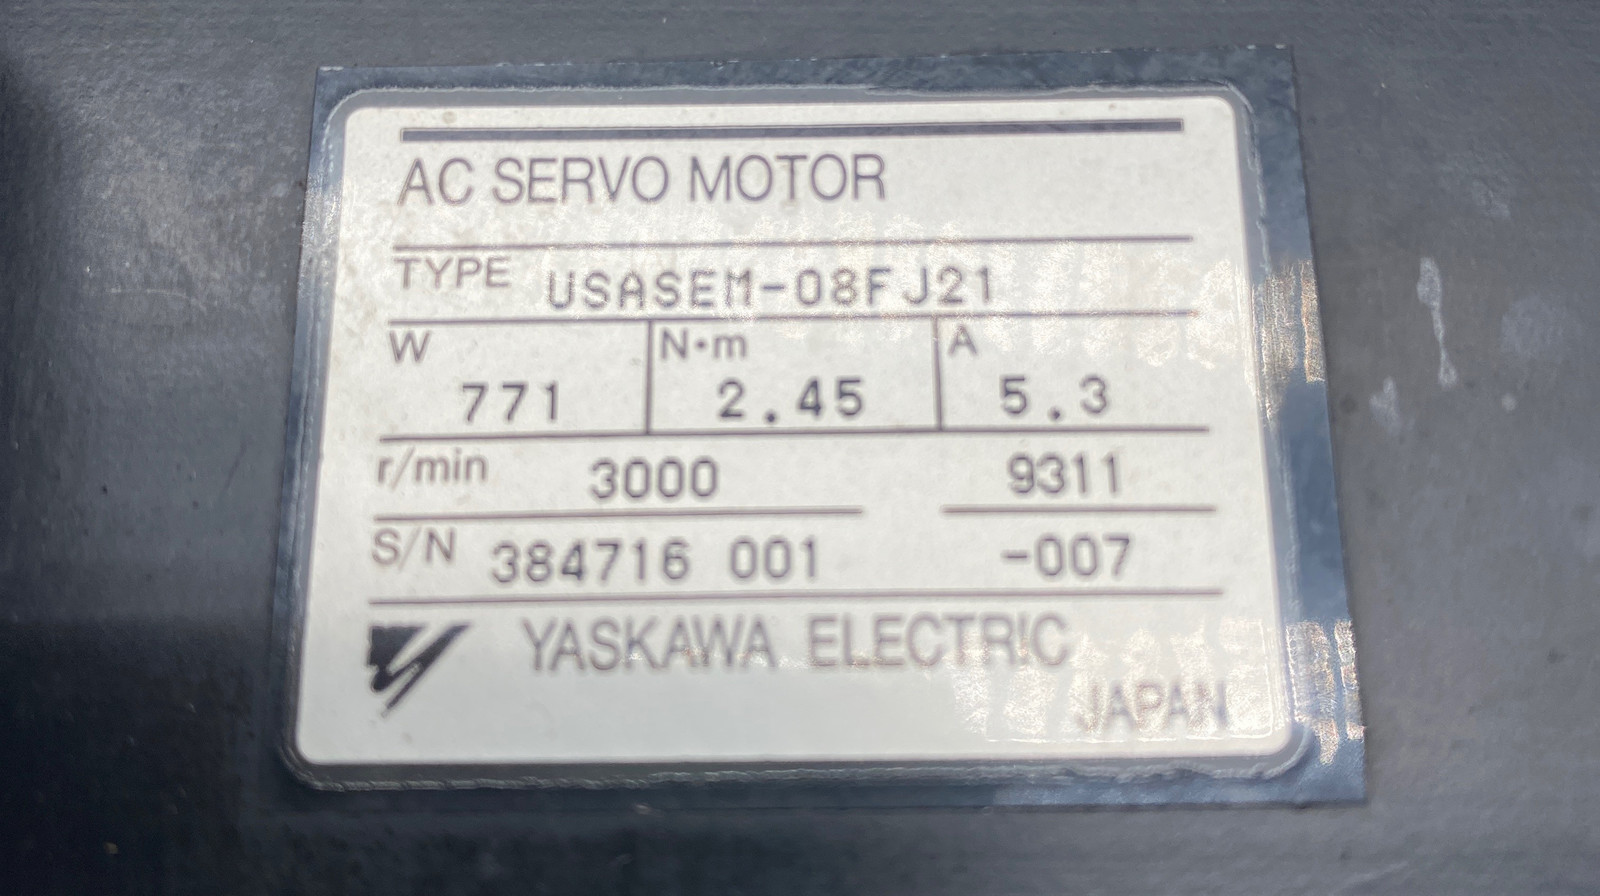 AC SERVO MOTOR
TYPE USASEM-08FJ21
W N·m A
771 2.45 5.3
r/min 3000 9311
S/N 384716 001 -007
YASKAWA ELECTRIC
JAPAN